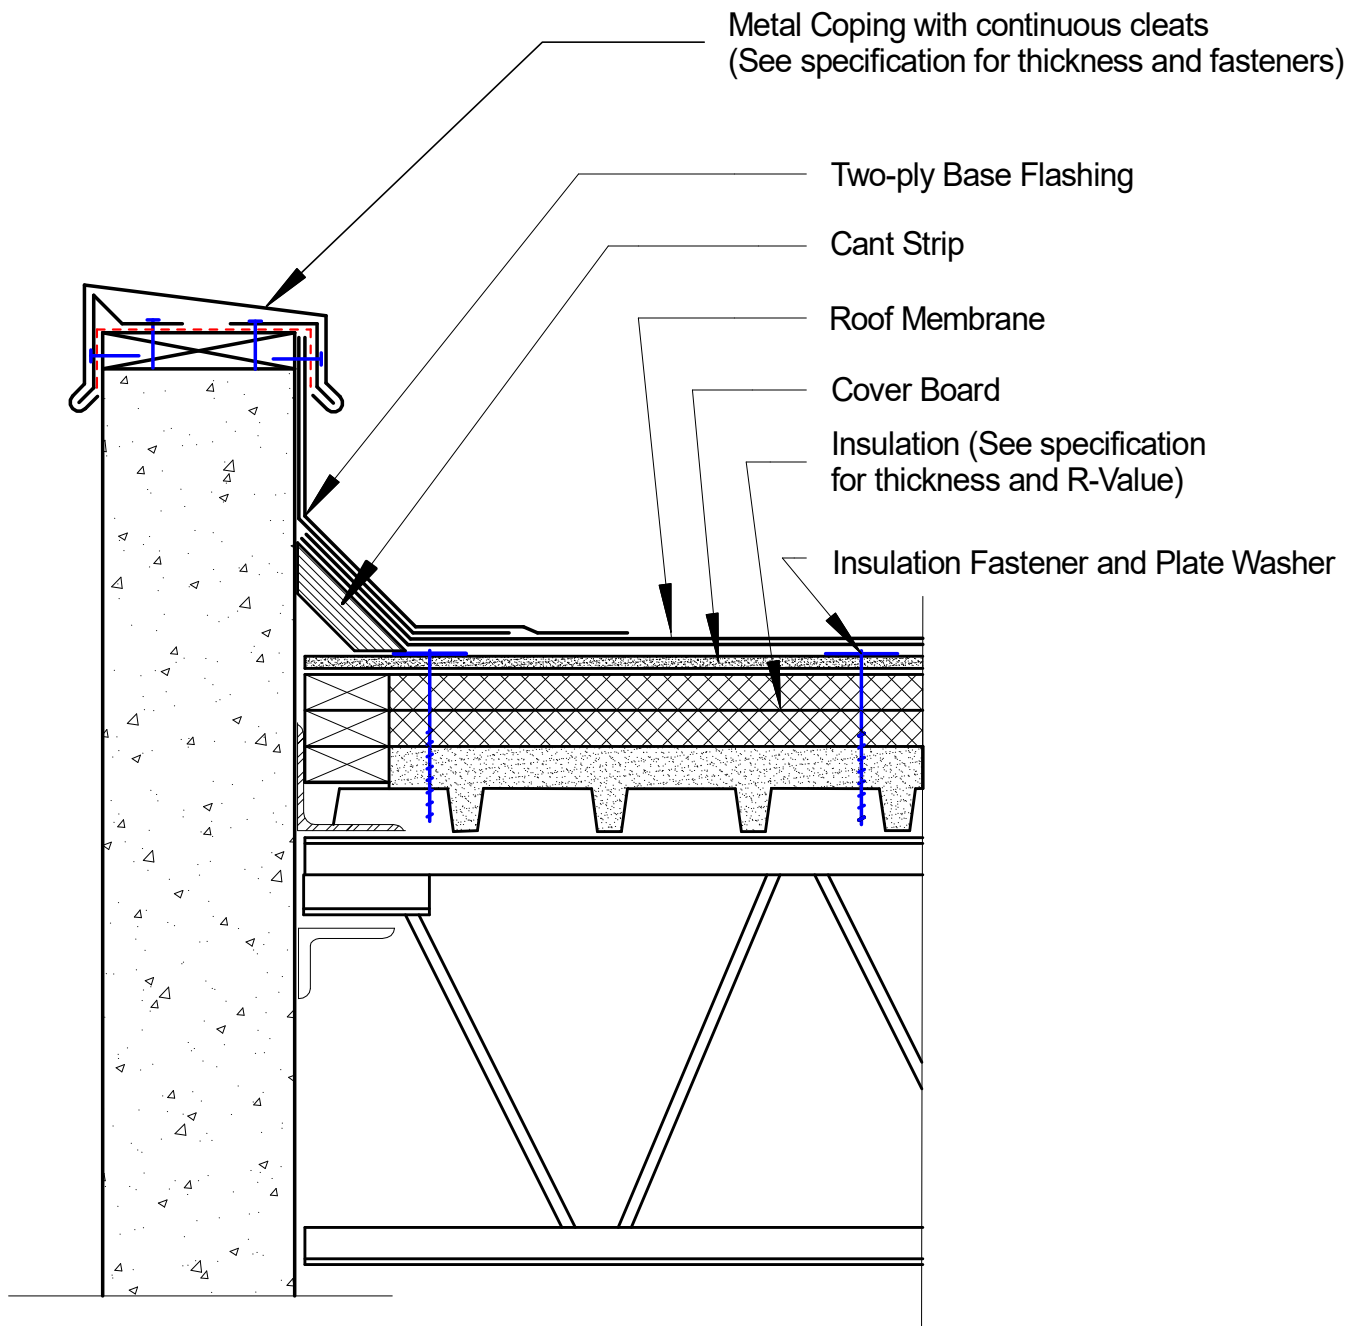 Metal Coping with continuous cleats
(See specification for thickness and fasteners)
Two-ply Base Flashing
Cant Strip
Roof Membrane
Cover Board
Insulation (See specification
for thickness and R-Value)
Insulation Fastener and Plate Washer